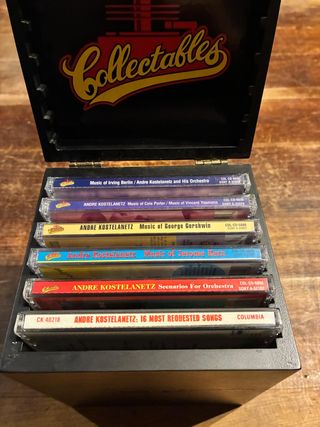 Collectables
Music of Irving Berlin / Andre Kostelanetz and His Orchestra
ANDRE KOSTELANETZ Music of Cole Porter / Music of Vincent Youmans
ANDRE KOSTELANETZ Music of George Gershwin
Andre Kostelanetz Music of Jerome Kern
ANDRE KOSTELANETZ Scenarios For Orchestra
CK 40218 ANDRE KOSTELANETZ: 16 MOST REQUESTED SONGS COLUMBIA